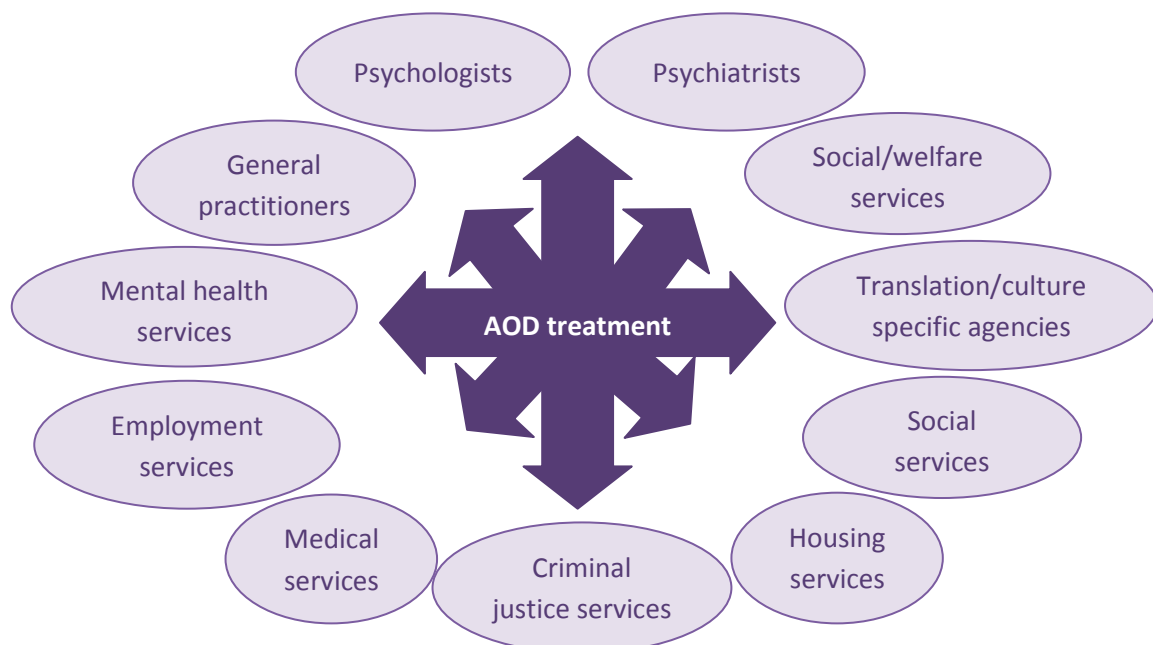 Psychologists
Psychiatrists
General
practitioners
Social/welfare
services
Mental health
services
AOD treatment
Translation/culture
specific agencies
Employment
services
Social
services
Medical
services
Criminal
justice services
Housing
services